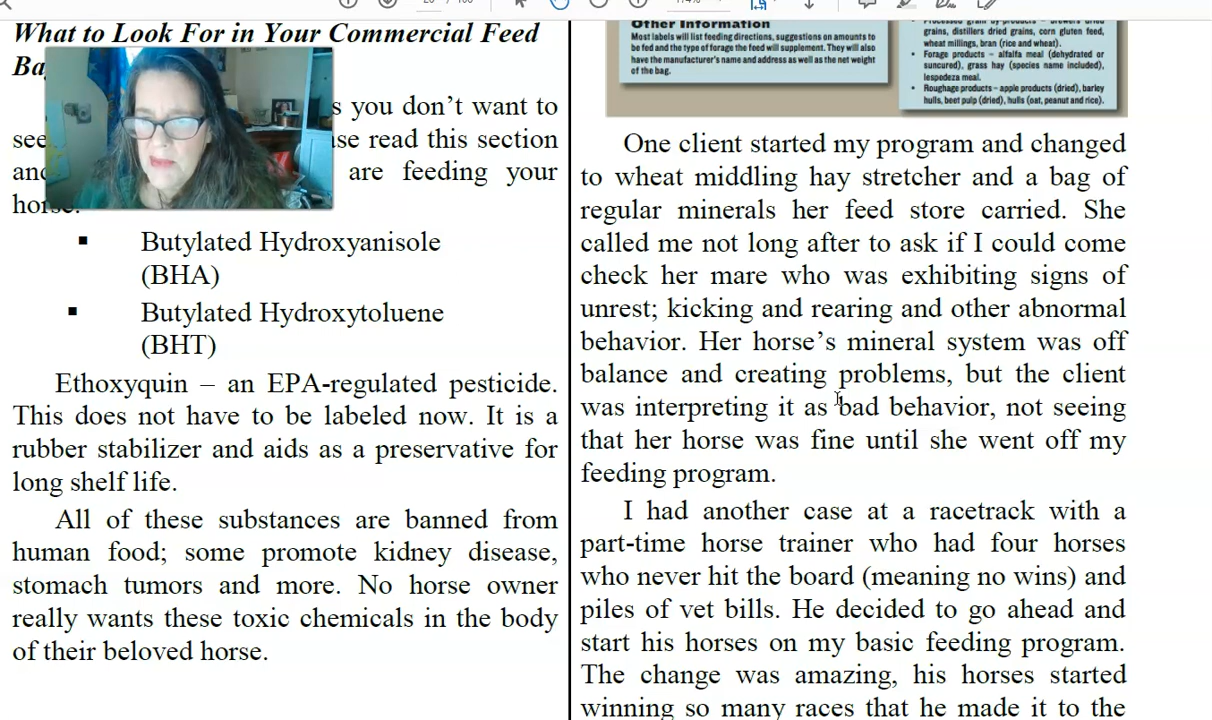 What to Look For in Your Commercial Feed
s you don't want to
see
se read this section
and
are feeding your
horse.
▪ Butylated Hydroxyanisole
(BHA)
▪ Butylated Hydroxytoluene
(BHT)
Ethoxyquin – an EPA-regulated pesticide.
This does not have to be labeled now. It is a
rubber stabilizer and aids as a preservative for
long shelf life.
All of these substances are banned from
human food; some promote kidney disease,
stomach tumors and more. No horse owner
really wants these toxic chemicals in the body
of their beloved horse.
Other Information
Most labels will list feeding directions, suggestions on amounts to
be fed and the type of forage the feed will supplement. They will also
have the manufacturer's name and address as well as the net weight
of the bag.
grains, distillers dried grains, corn gluten feed,
wheat millings, bran (rice and wheat).
• Forage products – alfalfa meal (dehydrated or
suncured), grass hay (species name included),
lespedeza meal.
• Roughage products – apple products (dried), barley
hulls, beet pulp (dried), hulls (oat, peanut and rice).
One client started my program and changed
to wheat middling hay stretcher and a bag of
regular minerals her feed store carried. She
called me not long after to ask if I could come
check her mare who was exhibiting signs of
unrest; kicking and rearing and other abnormal
behavior. Her horse's mineral system was off
balance and creating problems, but the client
was interpreting it as bad behavior, not seeing
that her horse was fine until she went off my
feeding program.
I had another case at a racetrack with a
part-time horse trainer who had four horses
who never hit the board (meaning no wins) and
piles of vet bills. He decided to go ahead and
start his horses on my basic feeding program.
The change was amazing, his horses started
winning so many races that he made it to the